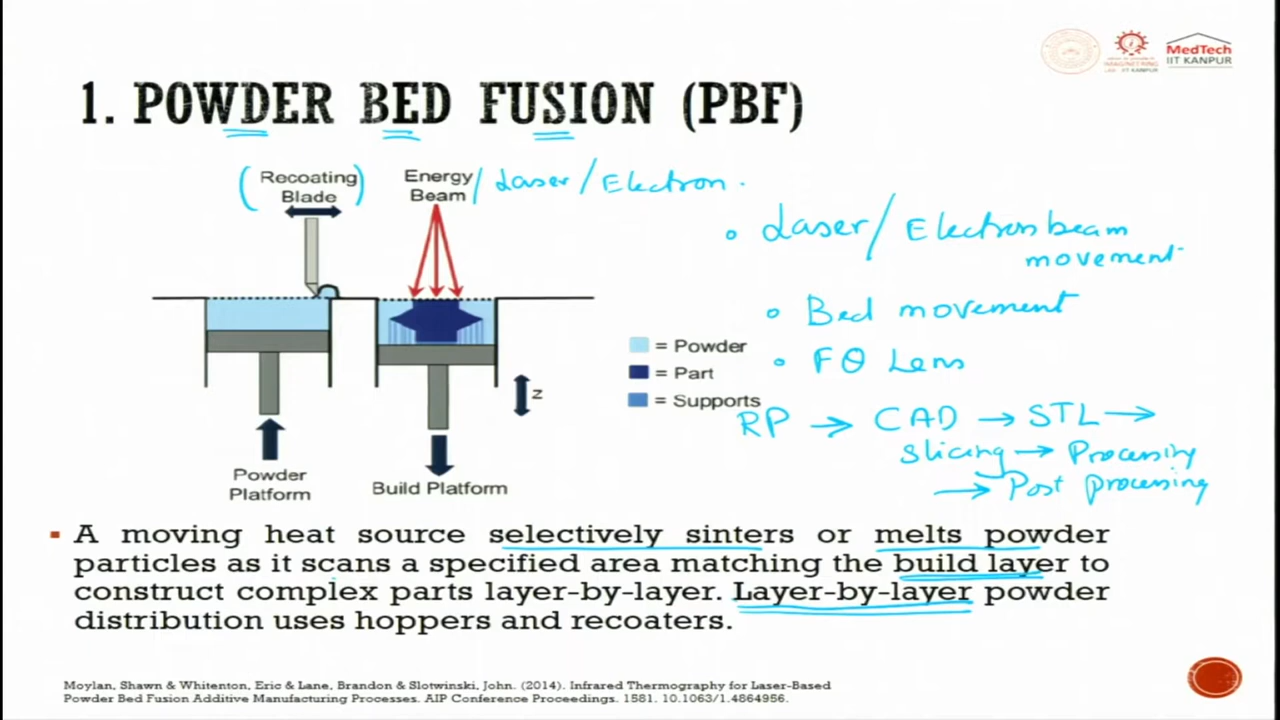 MedTech
IIT KANPUR
IMAGINEERING
LAB - IIT KANPUR
1. POWDER BED FUSION (PBF)
(Recoating
Blade)
Energy
Beam / Laser / Electron.
• Laser / Electron beam
movement
• Bed movement
• Fθ Lens
= Powder
= Part
= Supports
z
RP → CAD → STL →
slicing → Processing
→ Post processing
Powder
Platform
Build Platform
▪ A moving heat source selectively sinters or melts powder
particles as it scans a specified area matching the build layer to
construct complex parts layer-by-layer. Layer-by-layer powder
distribution uses hoppers and recoaters.
Moylan, Shawn & Whitenton, Eric & Lane, Brandon & Slotwinski, John. (2014). Infrared Thermography for Laser-Based
Powder Bed Fusion Additive Manufacturing Processes. AIP Conference Proceedings. 1581. 10.1063/1.4864956.